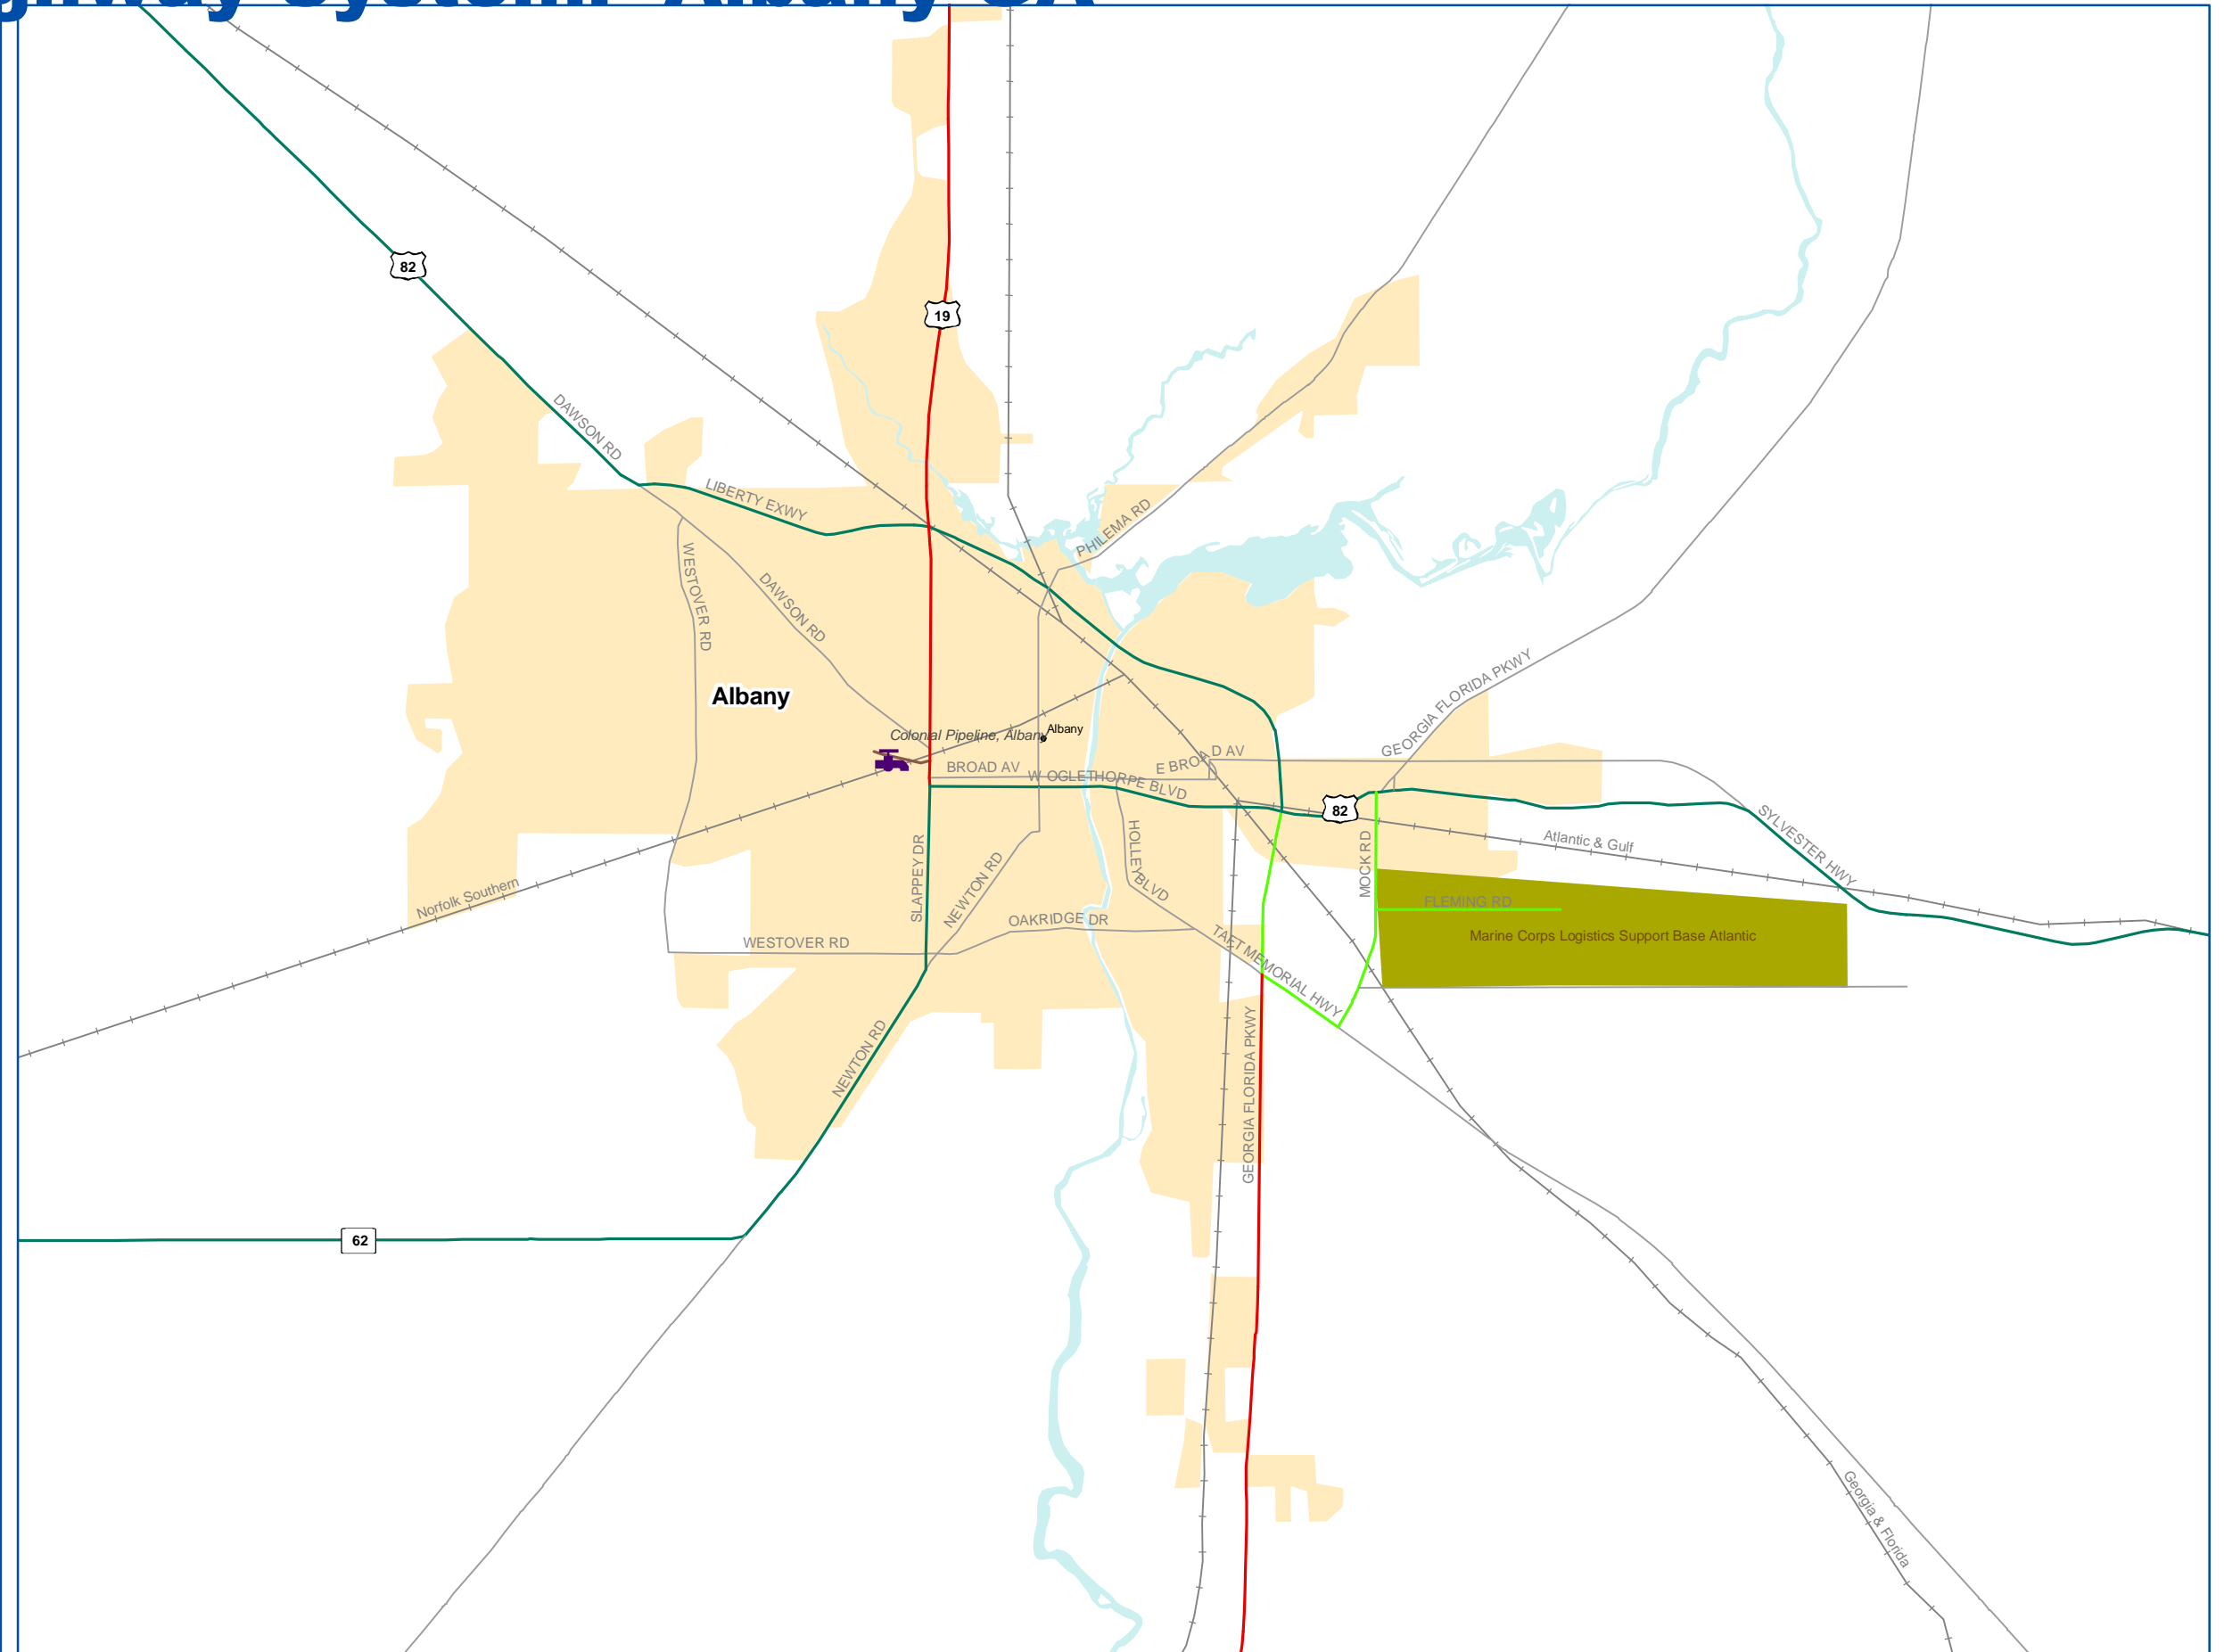 82
19
DAWSON RD
LIBERTY EXWY
PHILEMA RD
WESTOVER RD
DAWSON RD
GEORGIA FLORIDA PKWY
Albany
Albany
Colonial Pipeline, Albany
BROAD AV
E BROAD AV
W OGLETHORPE BLVD
82
HOLLEY BLVD
MOCK RD
Atlantic & Gulf
SYLVESTER HWY
SLAPPEY DR
NEWTON RD
Norfolk Southern
OAKRIDGE DR
FLEMING RD
WESTOVER RD
TAFT MEMORIAL HWY
Marine Corps Logistics Support Base Atlantic
NEWTON RD
GEORGIA FLORIDA PKWY
62
Georgia & Florida